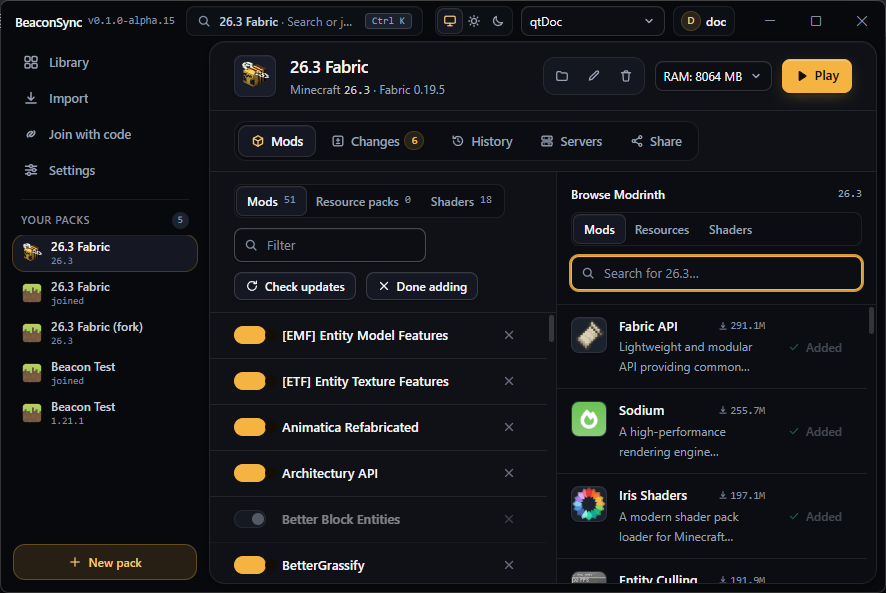 BeaconSync v0.1.0-alpha.15
26.3 Fabric · Search or j...
Ctrl K
qtDoc
D doc
Library
Import
Join with code
Settings
YOUR PACKS 5
26.3 Fabric
26.3
26.3 Fabric
joined
26.3 Fabric (fork)
26.3
Beacon Test
joined
Beacon Test
1.21.1
New pack
26.3 Fabric
Minecraft 26.3 · Fabric 0.19.5
RAM: 8064 MB
Play
Mods
Changes 6
History
Servers
Share
Mods 51
Resource packs 0
Shaders 18
Filter
Check updates
Done adding
[EMF] Entity Model Features
[ETF] Entity Texture Features
Animatica Refabricated
Architectury API
Better Block Entities
BetterGrassify
Browse Modrinth 26.3
Mods
Resources
Shaders
Search for 26.3...
Fabric API 291.1M
Lightweight and modular
API providing common...
Added
Sodium 255.7M
A high-performance
rendering engine...
Added
Iris Shaders 197.1M
A modern shader pack
loader for Minecraft...
Added
Entity Culling 191.9M